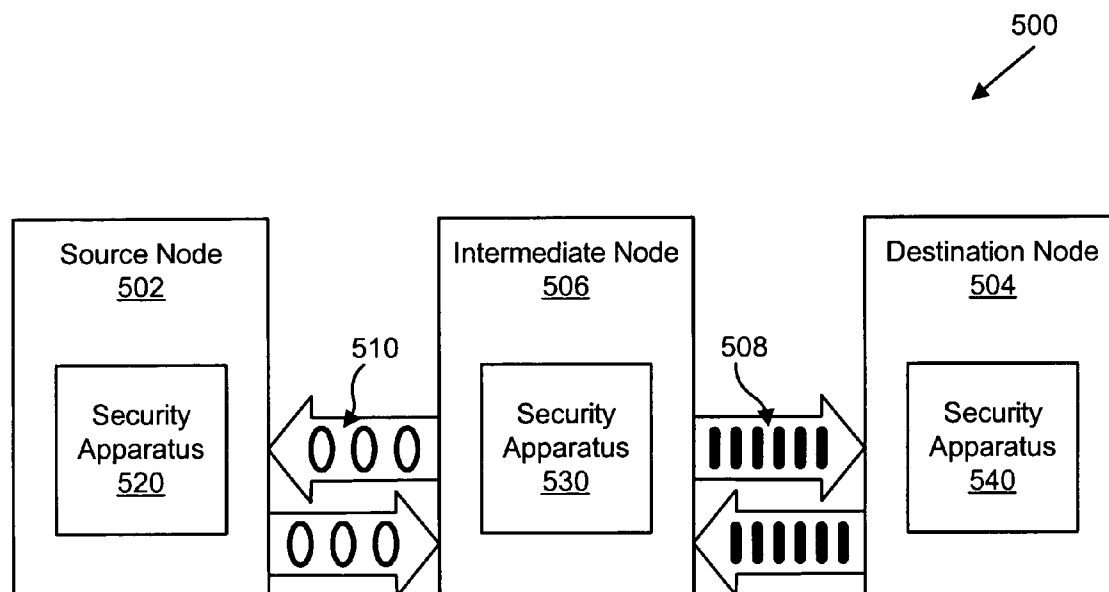 500
Source Node
502
Intermediate Node
506
Destination Node
504
510
508
Security
Apparatus
520
Security
Apparatus
530
Security
Apparatus
540